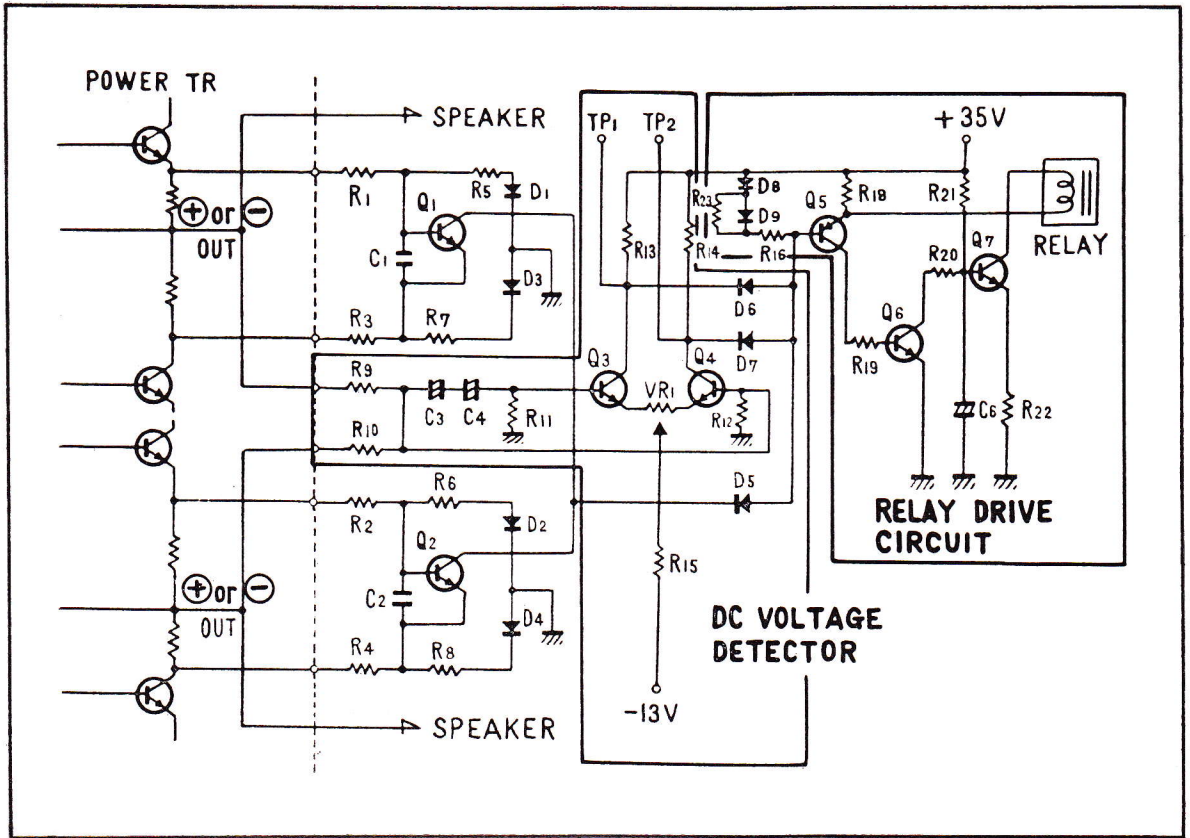 POWER TR
SPEAKER
TP1 TP2
+35V
R1
Q1
R5
D1
R23
D8
D9
Q5
R18
R21
RELAY
⊕ or ⊖
OUT
C1
D3
R13
R14
R16
Q7
R20
R3
R7
D6
Q6
R19
D7
R9
C3 C4
R11
Q3
VR1
Q4
R12
C6
R22
R10
R2
R6
D2
D5
RELAY DRIVE
CIRCUIT
Q2
C2
R15
⊕ or ⊖
OUT
D4
R4
R8
DC VOLTAGE
DETECTOR
-13V
SPEAKER